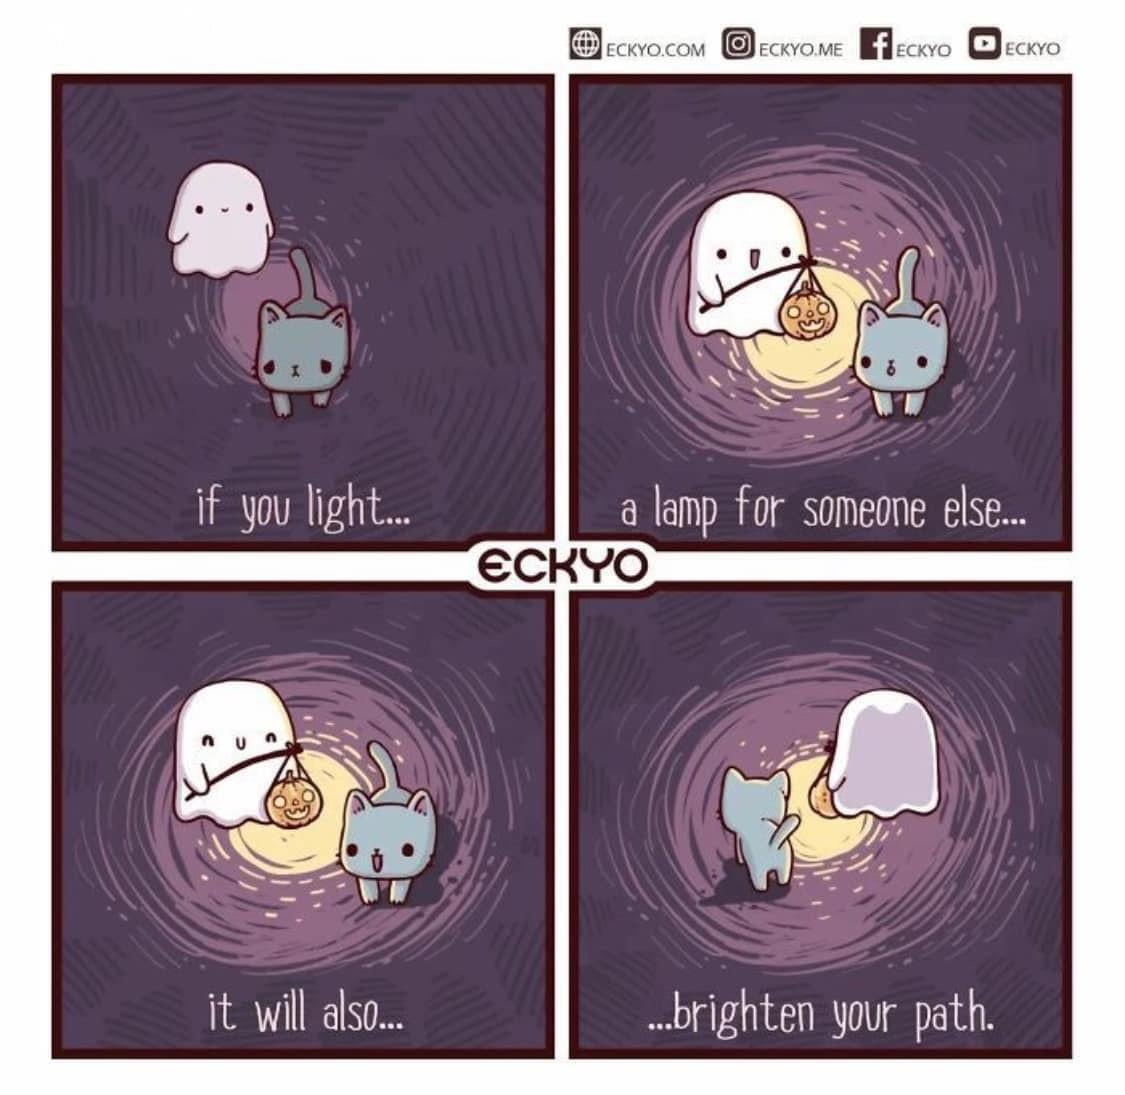 ECKYO.COM ECKYO.ME ECKYO ECKYO
if you light...
a lamp for someone else...
ECKYO
it will also...
...brighten your path.